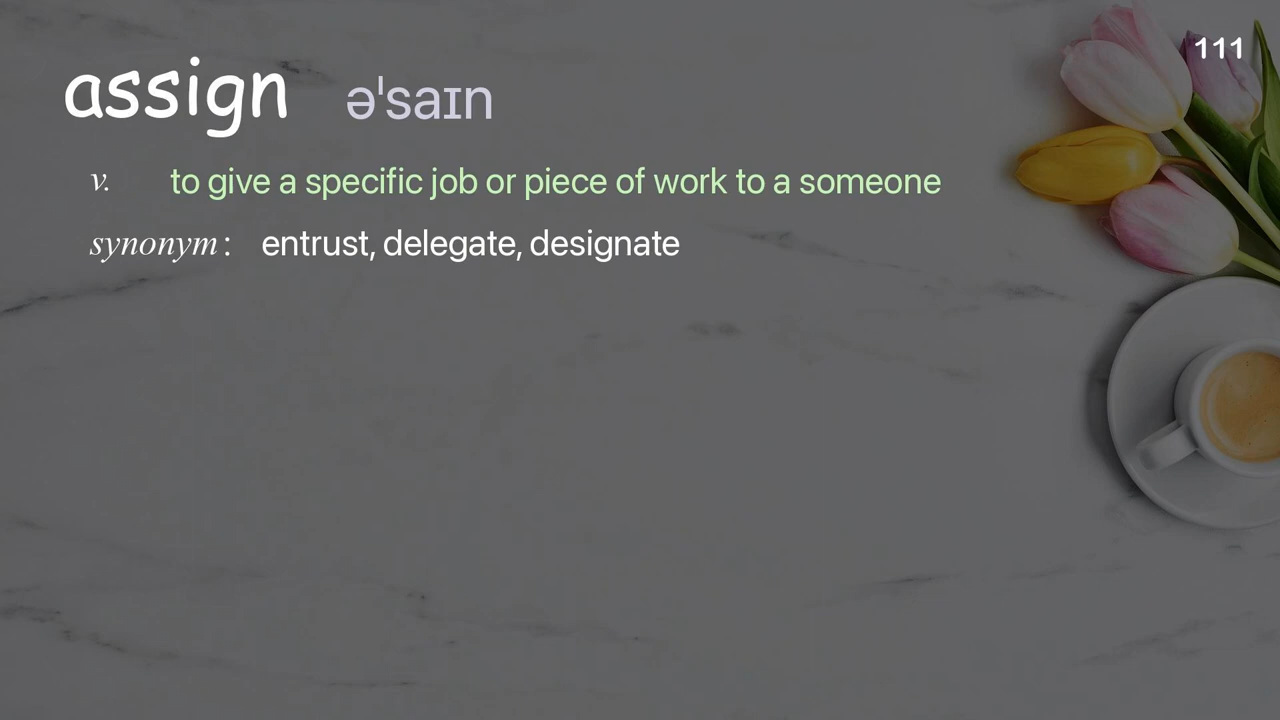 111
assign əˈsaɪn
v. to give a specific job or piece of work to a someone
synonym: entrust, delegate, designate